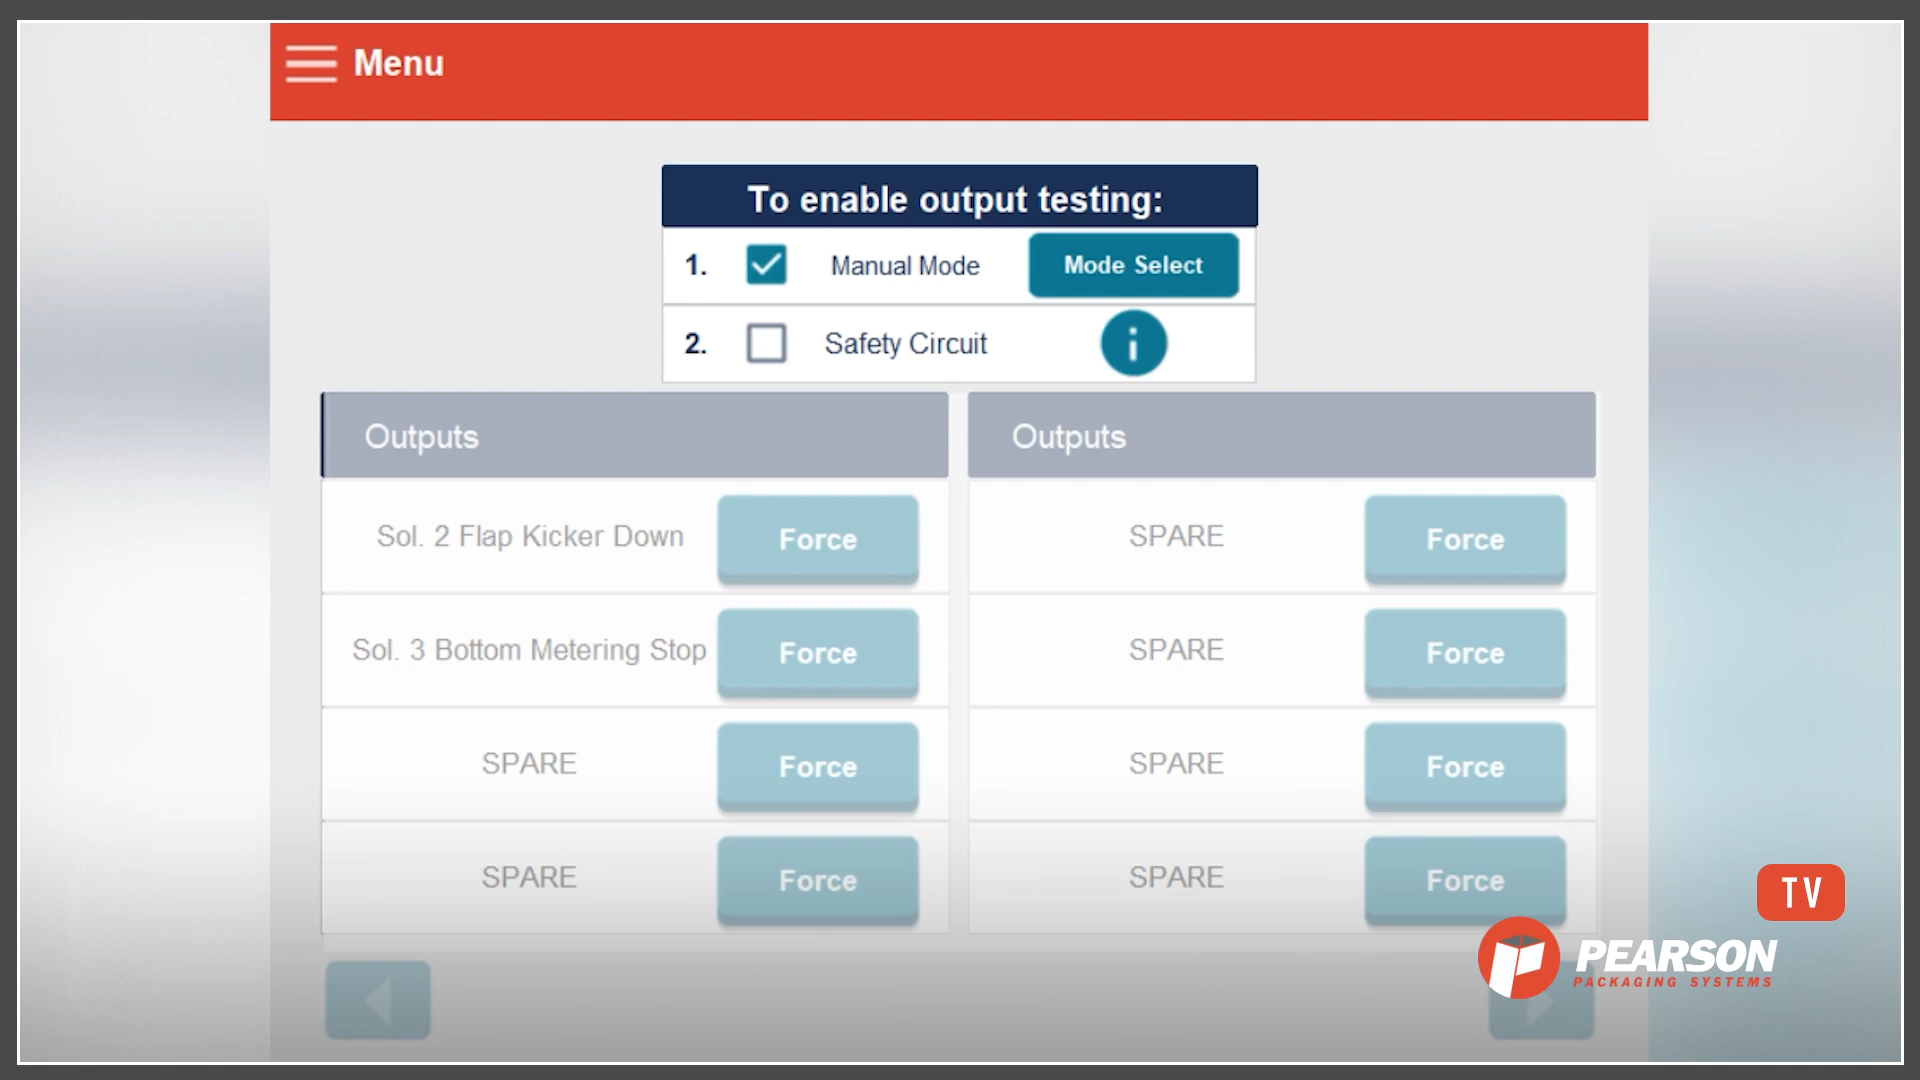 Menu
To enable output testing:
1. Manual Mode Mode Select
2. Safety Circuit i
Outputs
Sol. 2 Flap Kicker Down Force
Sol. 3 Bottom Metering Stop Force
SPARE Force
SPARE Force
Outputs
SPARE Force
SPARE Force
SPARE Force
SPARE Force
TV
PEARSON
PACKAGING SYSTEMS